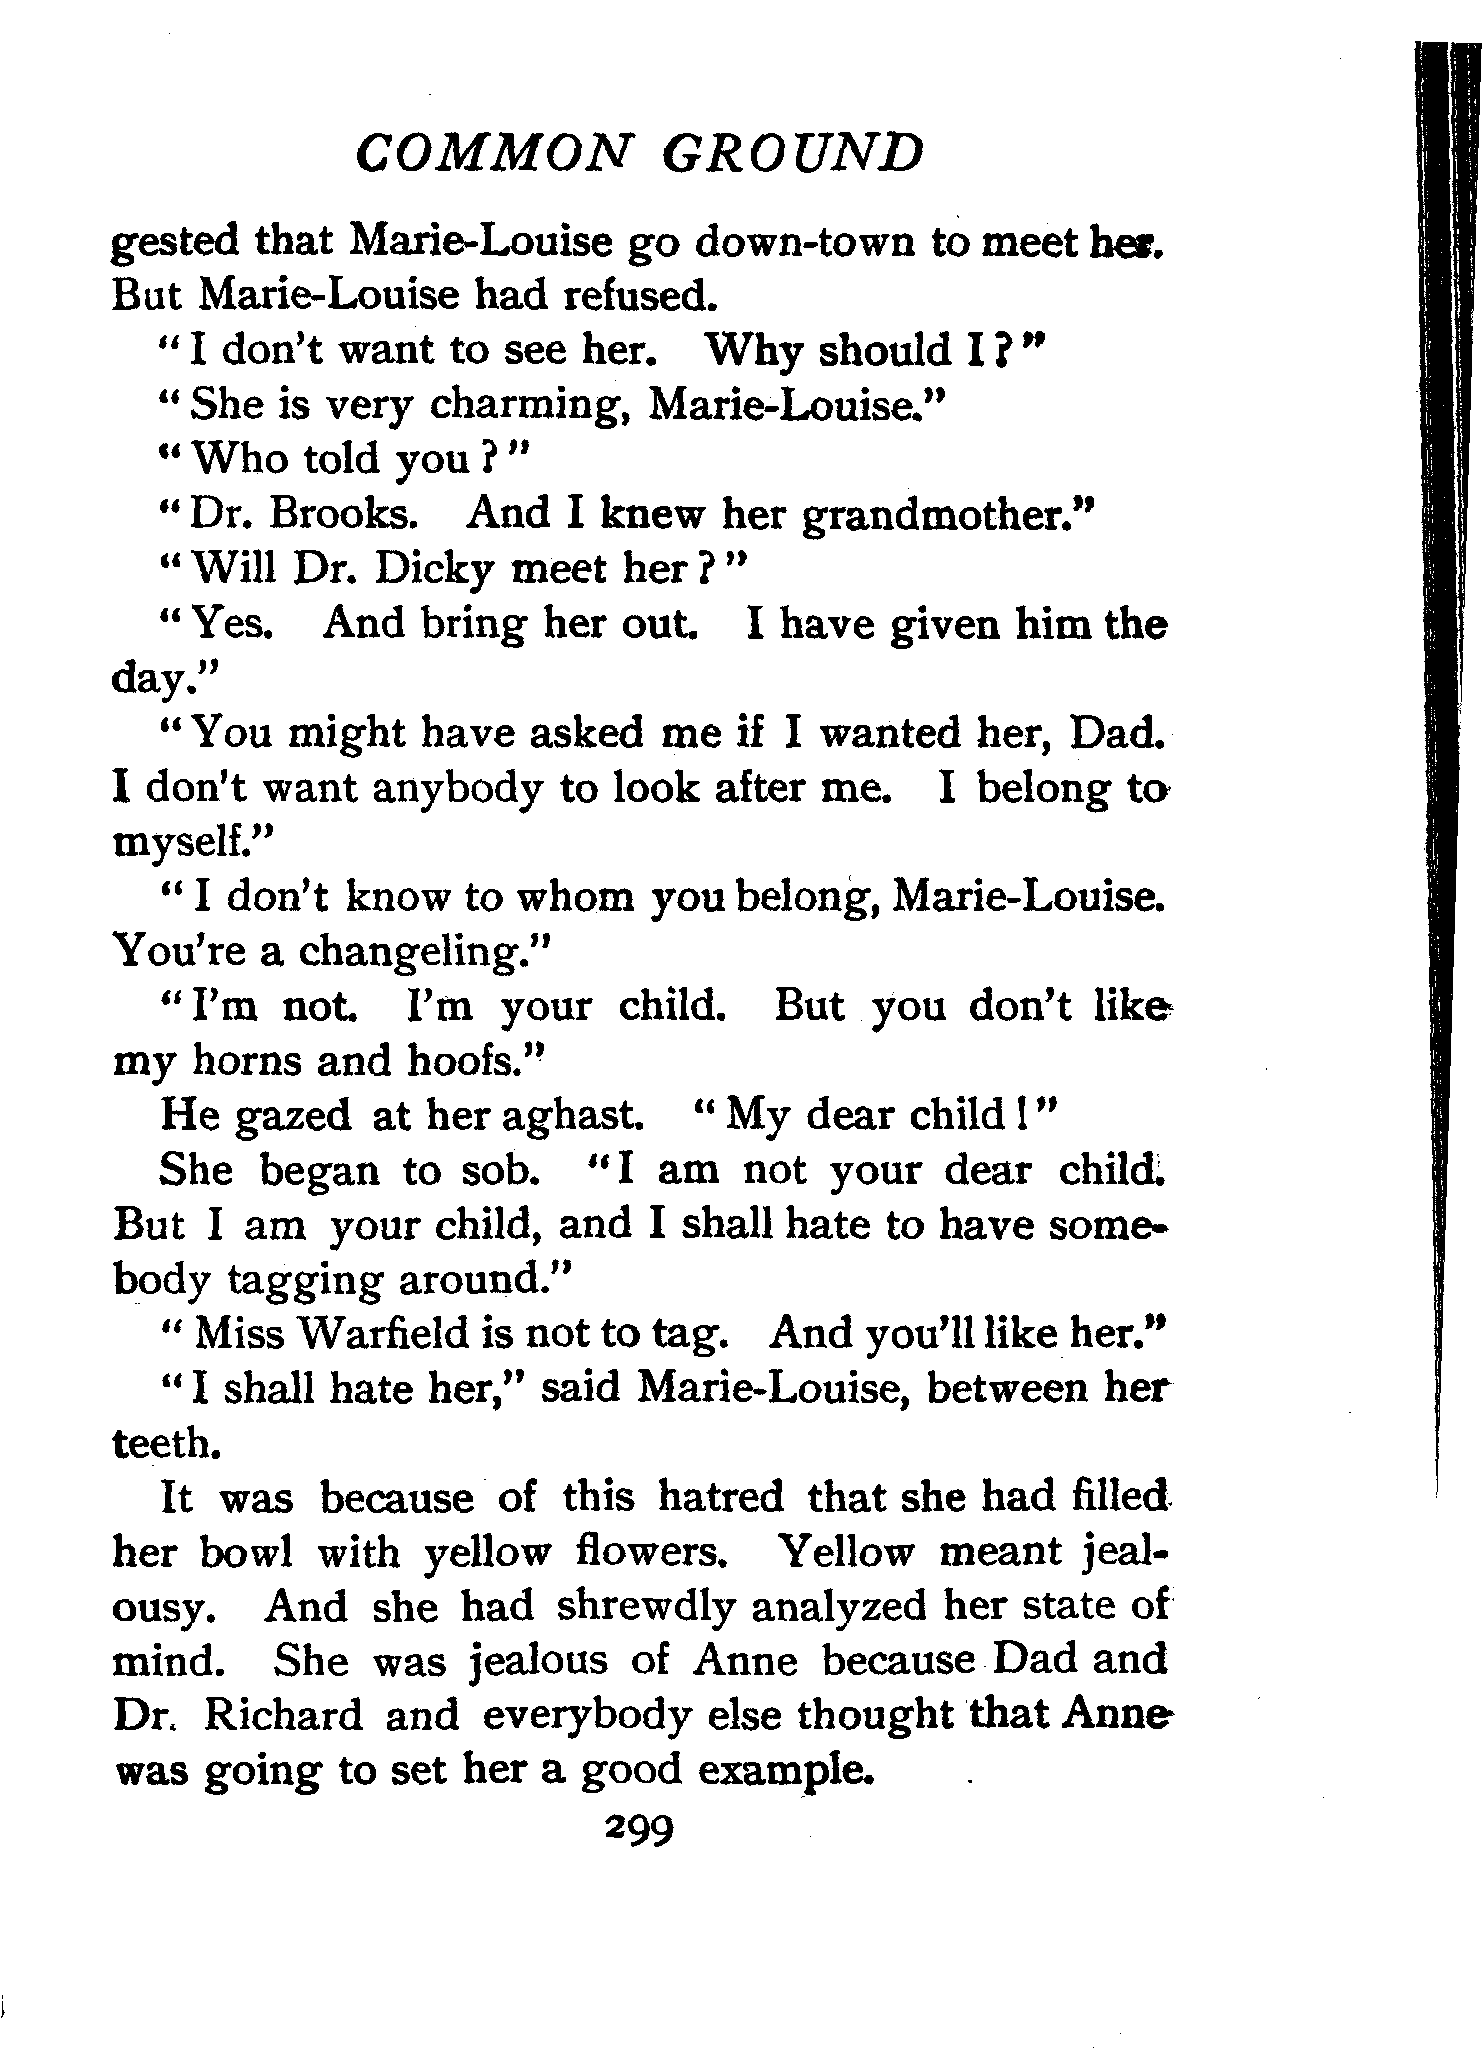 COMMON GROUND
gested that Marie-Louise go down-town to meet her.
But Marie-Louise had refused.
"I don't want to see her. Why should I?"
"She is very charming, Marie-Louise."
"Who told you?"
"Dr. Brooks. And I knew her grandmother."
"Will Dr. Dicky meet her?"
"Yes. And bring her out. I have given him the
day."
"You might have asked me if I wanted her, Dad.
I don't want anybody to look after me. I belong to
myself."
"I don't know to whom you belong, Marie-Louise.
You're a changeling."
"I'm not. I'm your child. But you don't like
my horns and hoofs."
He gazed at her aghast. "My dear child!"
She began to sob. "I am not your dear child.
But I am your child, and I shall hate to have some-
body tagging around."
"Miss Warfield is not to tag. And you'll like her."
"I shall hate her," said Marie-Louise, between her
teeth.
It was because of this hatred that she had filled
her bowl with yellow flowers. Yellow meant jeal-
ousy. And she had shrewdly analyzed her state of
mind. She was jealous of Anne because Dad and
Dr. Richard and everybody else thought that Anne
was going to set her a good example.
299